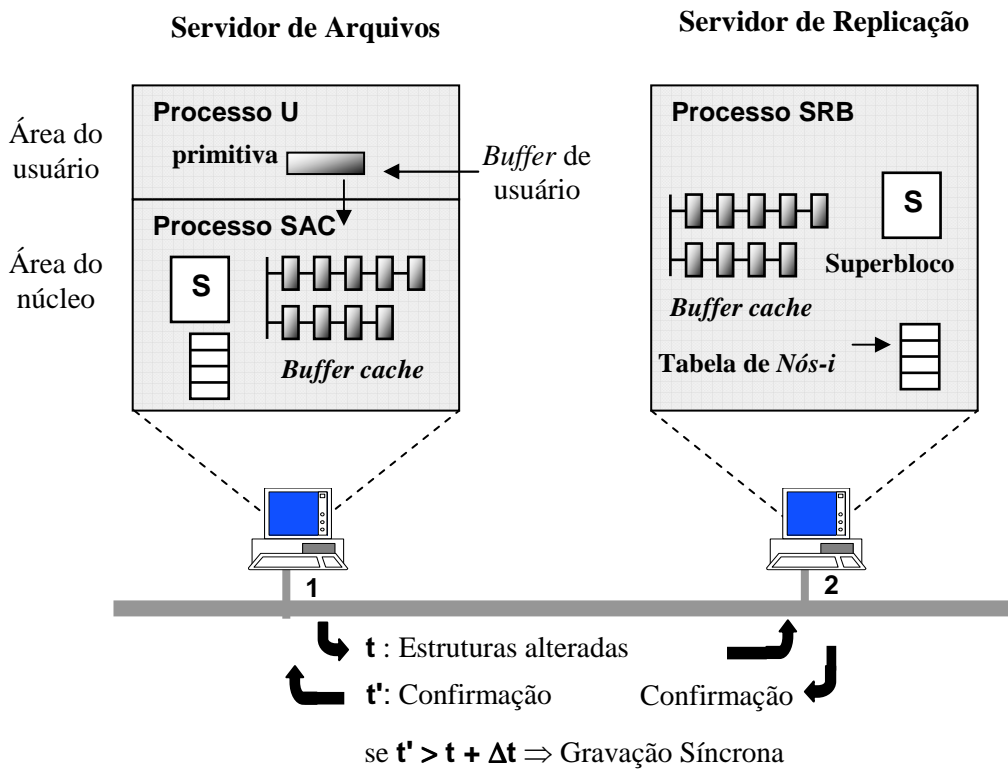 Servidor de Arquivos
Servidor de Replicação
Processo U
Área do
usuário
primitiva
Buffer de
usuário
Processo SAC
Área do
núcleo
S
Buffer cache
Processo SRB
S
Superbloco
Buffer cache
Tabela de Nós-i
1
2
t : Estruturas alteradas
t': Confirmação
Confirmação
se t' > t + Δt ⇒ Gravação Síncrona